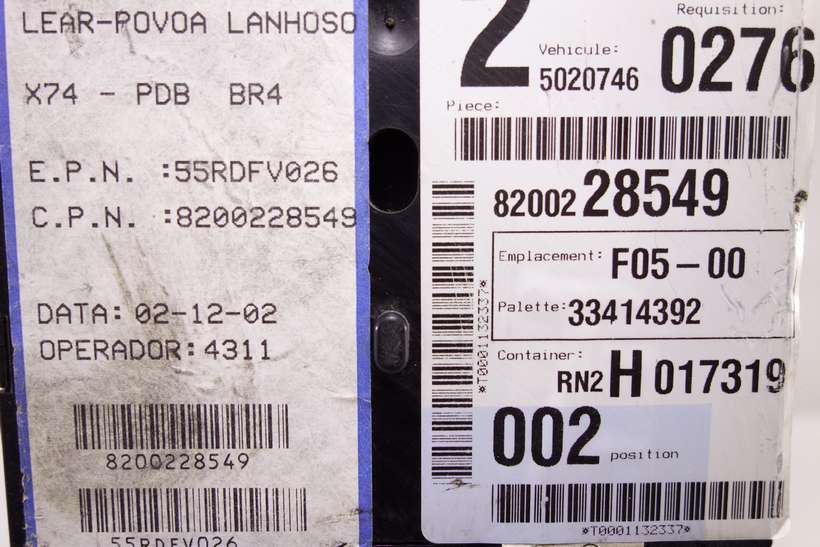 LEAR-POVOA LANHOSO
X74 - PDB BR4
E.P.N. :55RDFV026
C.P.N. :8200228549
DATA: 02-12-02
OPERADOR: 4311
8200228549
55RDFV026
Requisition:
2
Vehicule:
5020746
0276
Piece:
8200228549
Emplacement: F05-00
Palette: 33414392
*T0001132337*
Container:
RN2 H 017319
002 position
*T0001132337*